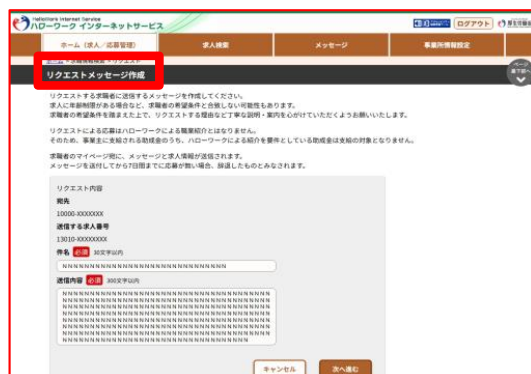 HelloWork Internet Service
ハローワーク インターネットサービス
ログアウト
ホーム（求人／応募管理）
求人検索
メッセージ
事業所情報設定
リクエストメッセージ作成
リクエストする求職者に送信するメッセージを作成してください。
求人に年齢制限がある場合など、求職者の希望条件と合致しない可能性もあります。
求職者の希望条件を踏まえた上で、リクエストする理由など丁寧な説明・案内を心がけていただくようお願いいたします。
リクエストによる応募はハローワークによる職業紹介とはなりません。
そのため、事業主に支給される助成金のうち、ハローワークによる紹介を要件としている助成金は支給の対象となりません。
求職者のマイページ宛に、メッセージと求人情報が送信されます。
メッセージを送付してから7日間までに応募が無い場合、辞退したものとみなされます。
リクエスト内容
宛先
10000-XXXXXXX
送信する求人番号
13010-XXXXXXXX
件名 必須 30文字以内
NNNNNNNNNNNNNNNNNNNNNNNNNNNNNN
送信内容 必須 300文字以内
キャンセル
次へ進む